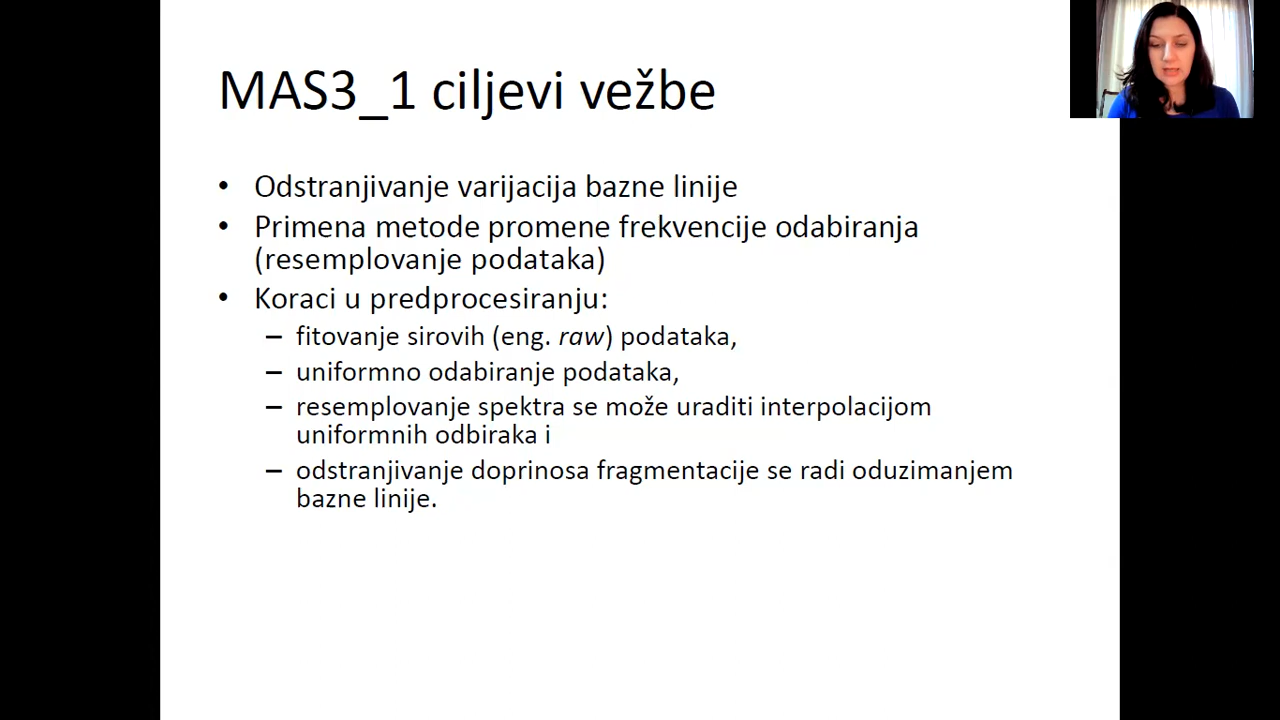 MAS3_1 ciljevi vežbe
• Odstranjivanje varijacija bazne linije
• Primena metode promene frekvencije odabiranja
(resemplovanje podataka)
• Koraci u predprocesiranju:
– fitovanje sirovih (eng. raw) podataka,
– uniformno odabiranje podataka,
– resemplovanje spektra se može uraditi interpolacijom
uniformnih odbiraka i
– odstranjivanje doprinosa fragmentacije se radi oduzimanjem
bazne linije.